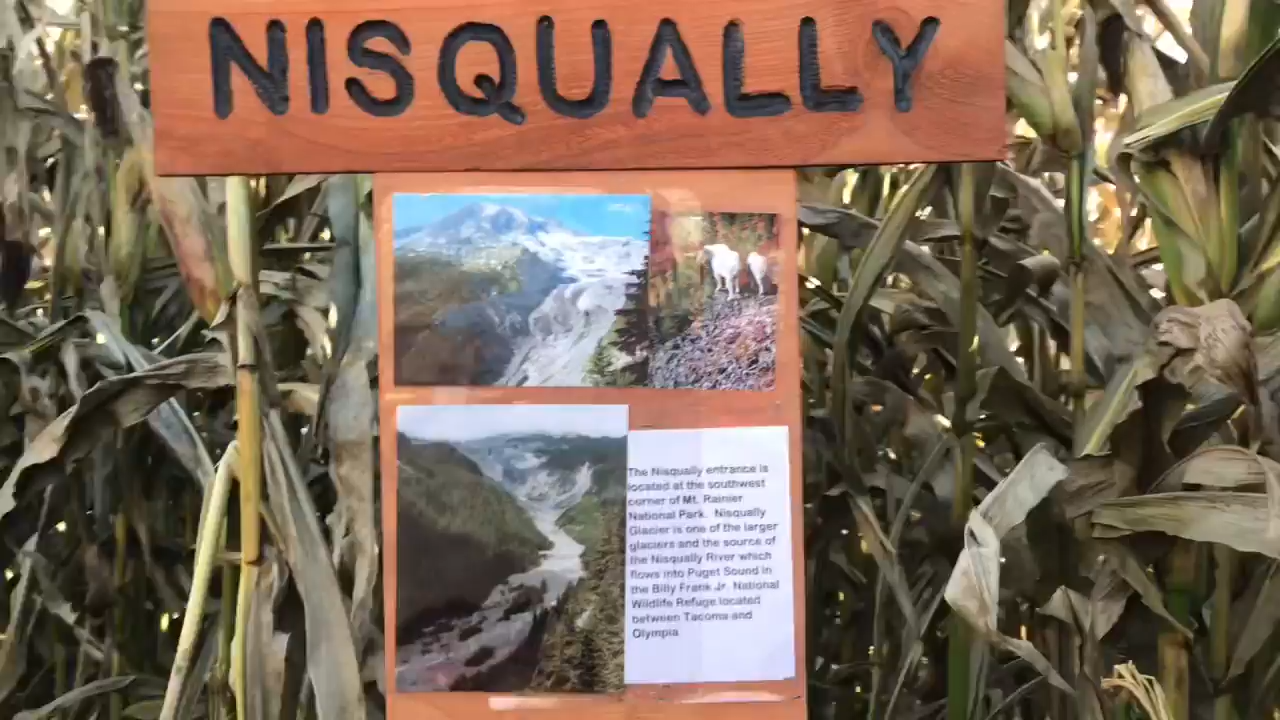 NISQUALLY
The Nisqually entrance is
located at the southwest
corner of Mt. Rainier
National Park. Nisqually
Glacier is one of the larger
glaciers and the source of
the Nisqually River which
flows into Puget Sound in
the Billy Frank Jr. National
Wildlife Refuge located
between Tacoma and
Olympia